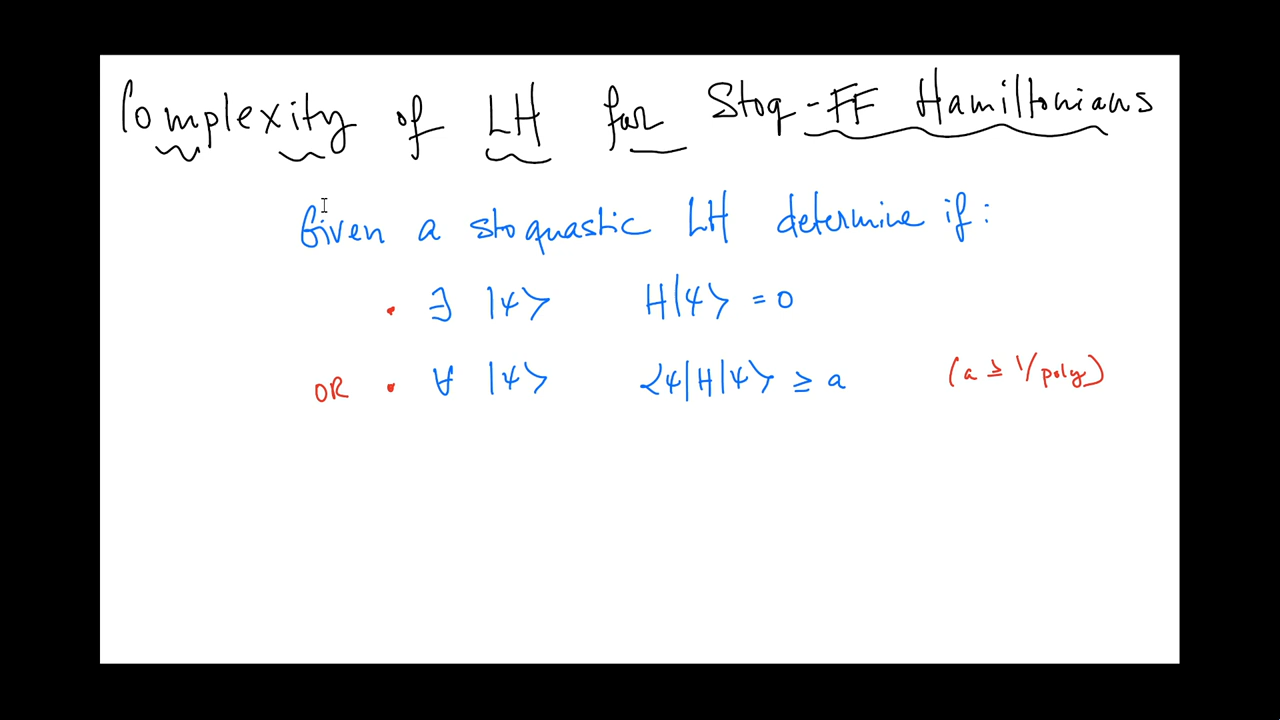 Complexity of LH for Stoq-FF Hamiltonians
Given a stoquastic LH determine if:
• ∃ |ψ⟩ H|ψ⟩ = 0
OR • ∀ |ψ⟩ ⟨ψ|H|ψ⟩ ≥ a (a ≥ 1/poly)